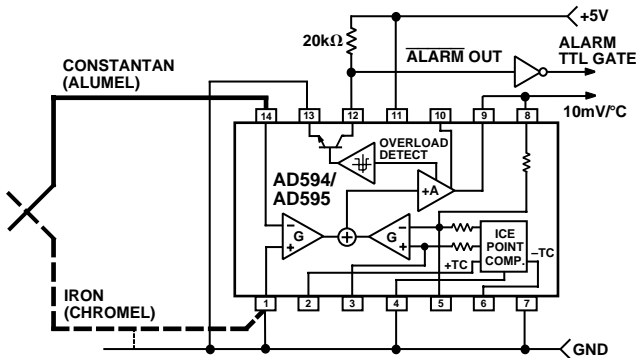 +5V
20kΩ
CONSTANTAN
(ALUMEL)
ALARM OUT
ALARM
TTL GATE
10mV/°C
14
13
12
11
10
9
8
OVERLOAD
DETECT
AD594/
AD595
+A
–
G
+
+
–
G
+
ICE
POINT
COMP.
+TC
–TC
IRON
(CHROMEL)
1
2
3
4
5
6
7
GND